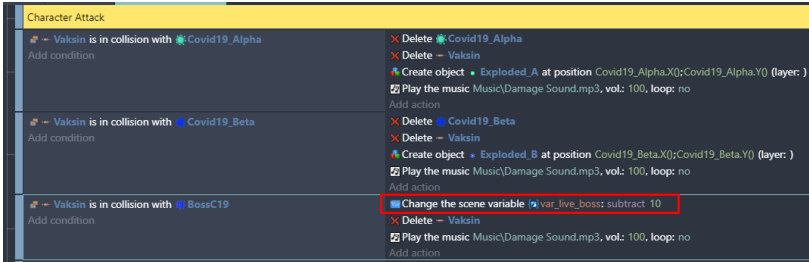 Character Attack
Vaksin is in collision with Covid19_Alpha
Add condition
Delete Covid19_Alpha
Delete Vaksin
Create object Exploded_A at position Covid19_Alpha.X();Covid19_Alpha.Y() (layer: )
Play the music Music\Damage Sound.mp3, vol.: 100, loop: no
Add action
Vaksin is in collision with Covid19_Beta
Add condition
Delete Covid19_Beta
Delete Vaksin
Create object Exploded_B at position Covid19_Beta.X();Covid19_Beta.Y() (layer: )
Play the music Music\Damage Sound.mp3, vol.: 100, loop: no
Add action
Vaksin is in collision with BossC19
Add condition
Change the scene variable var_live_boss: subtract 10
Delete Vaksin
Play the music Music\Damage Sound.mp3, vol.: 100, loop: no
Add action